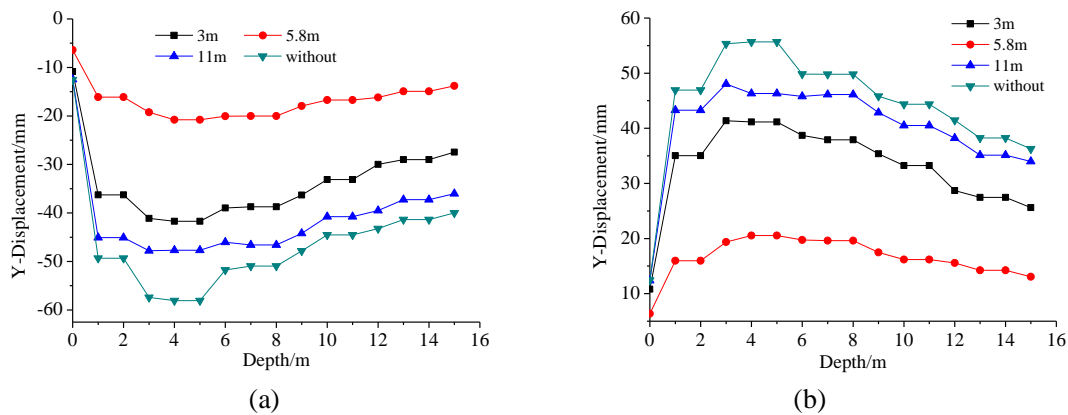 0
-10
-20
-30
-40
-50
-60
Y-Displacement/mm
3m 5.8m
11m without
0 2 4 6 8 10 12 14 16
Depth/m
(a)
60
50
40
30
20
10
Y-Displacement/mm
3m
5.8m
11m
without
0 2 4 6 8 10 12 14 16
Depth/m
(b)